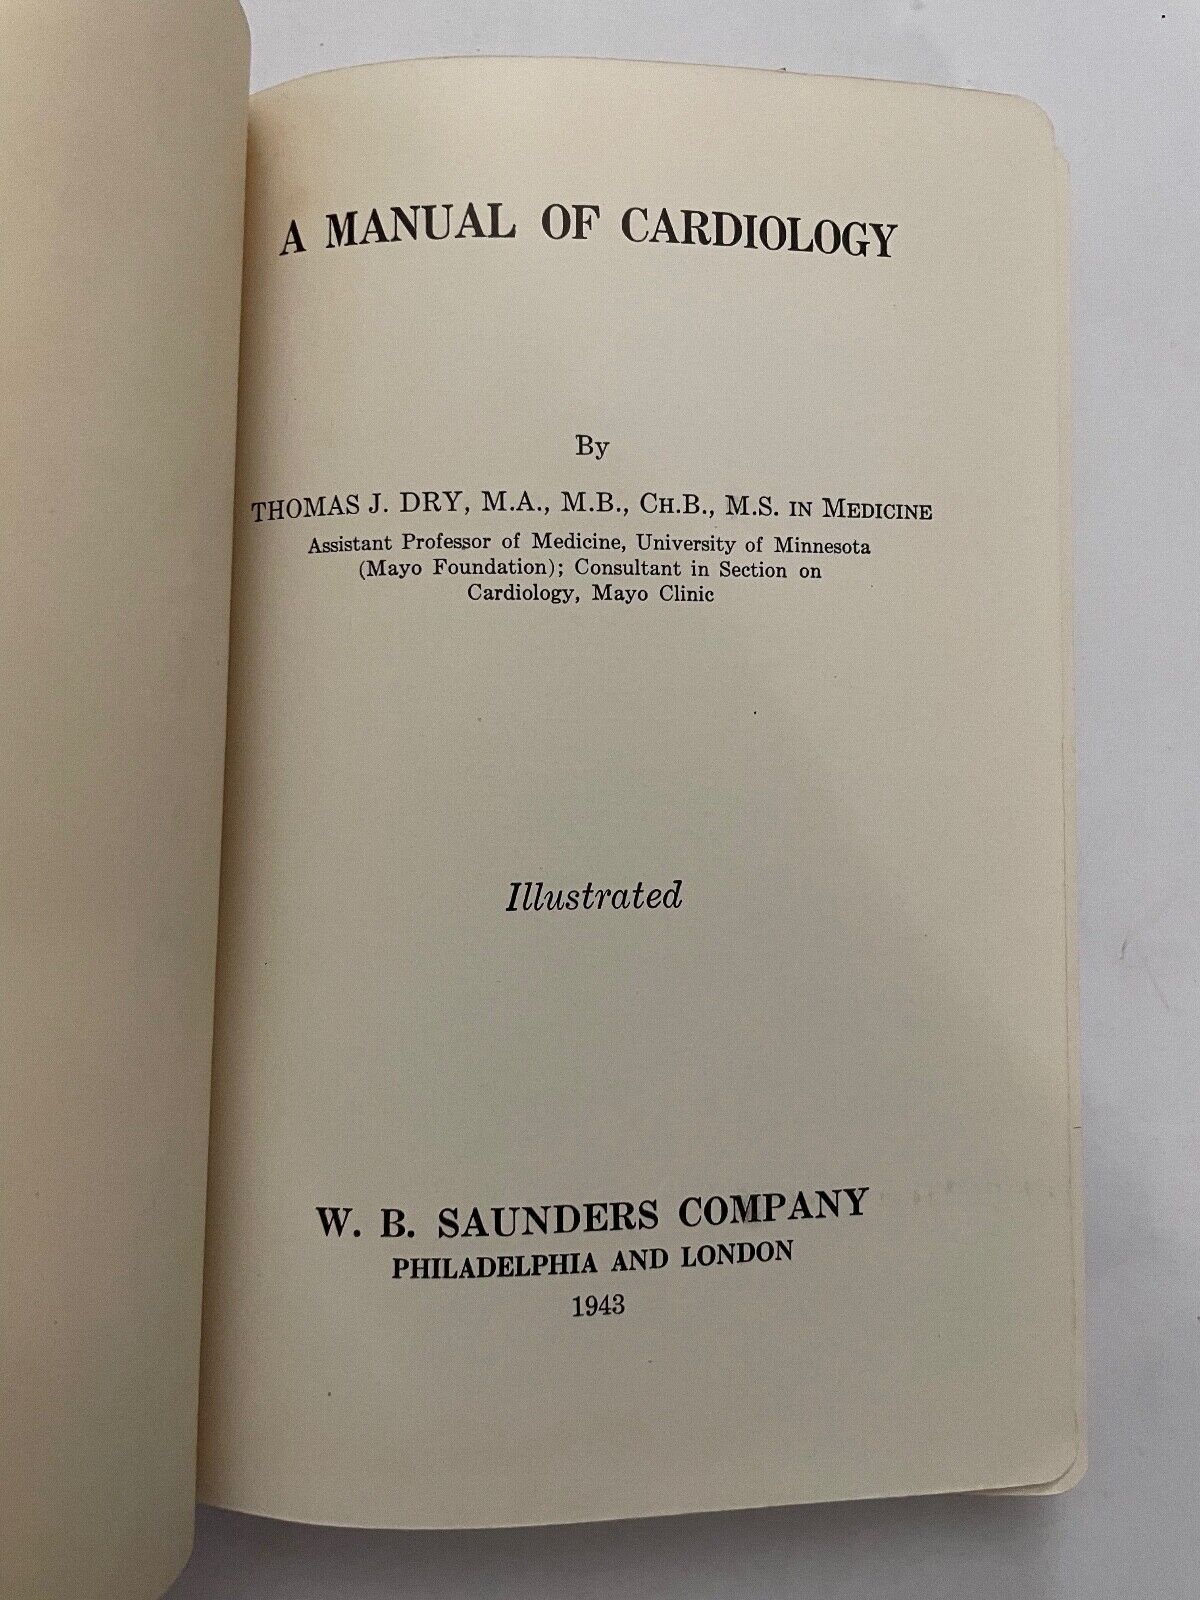 A MANUAL OF CARDIOLOGY
By
THOMAS J. DRY, M.A., M.B., CH.B., M.S. IN MEDICINE
Assistant Professor of Medicine, University of Minnesota
(Mayo Foundation); Consultant in Section on
Cardiology, Mayo Clinic
Illustrated
W. B. SAUNDERS COMPANY
PHILADELPHIA AND LONDON
1943